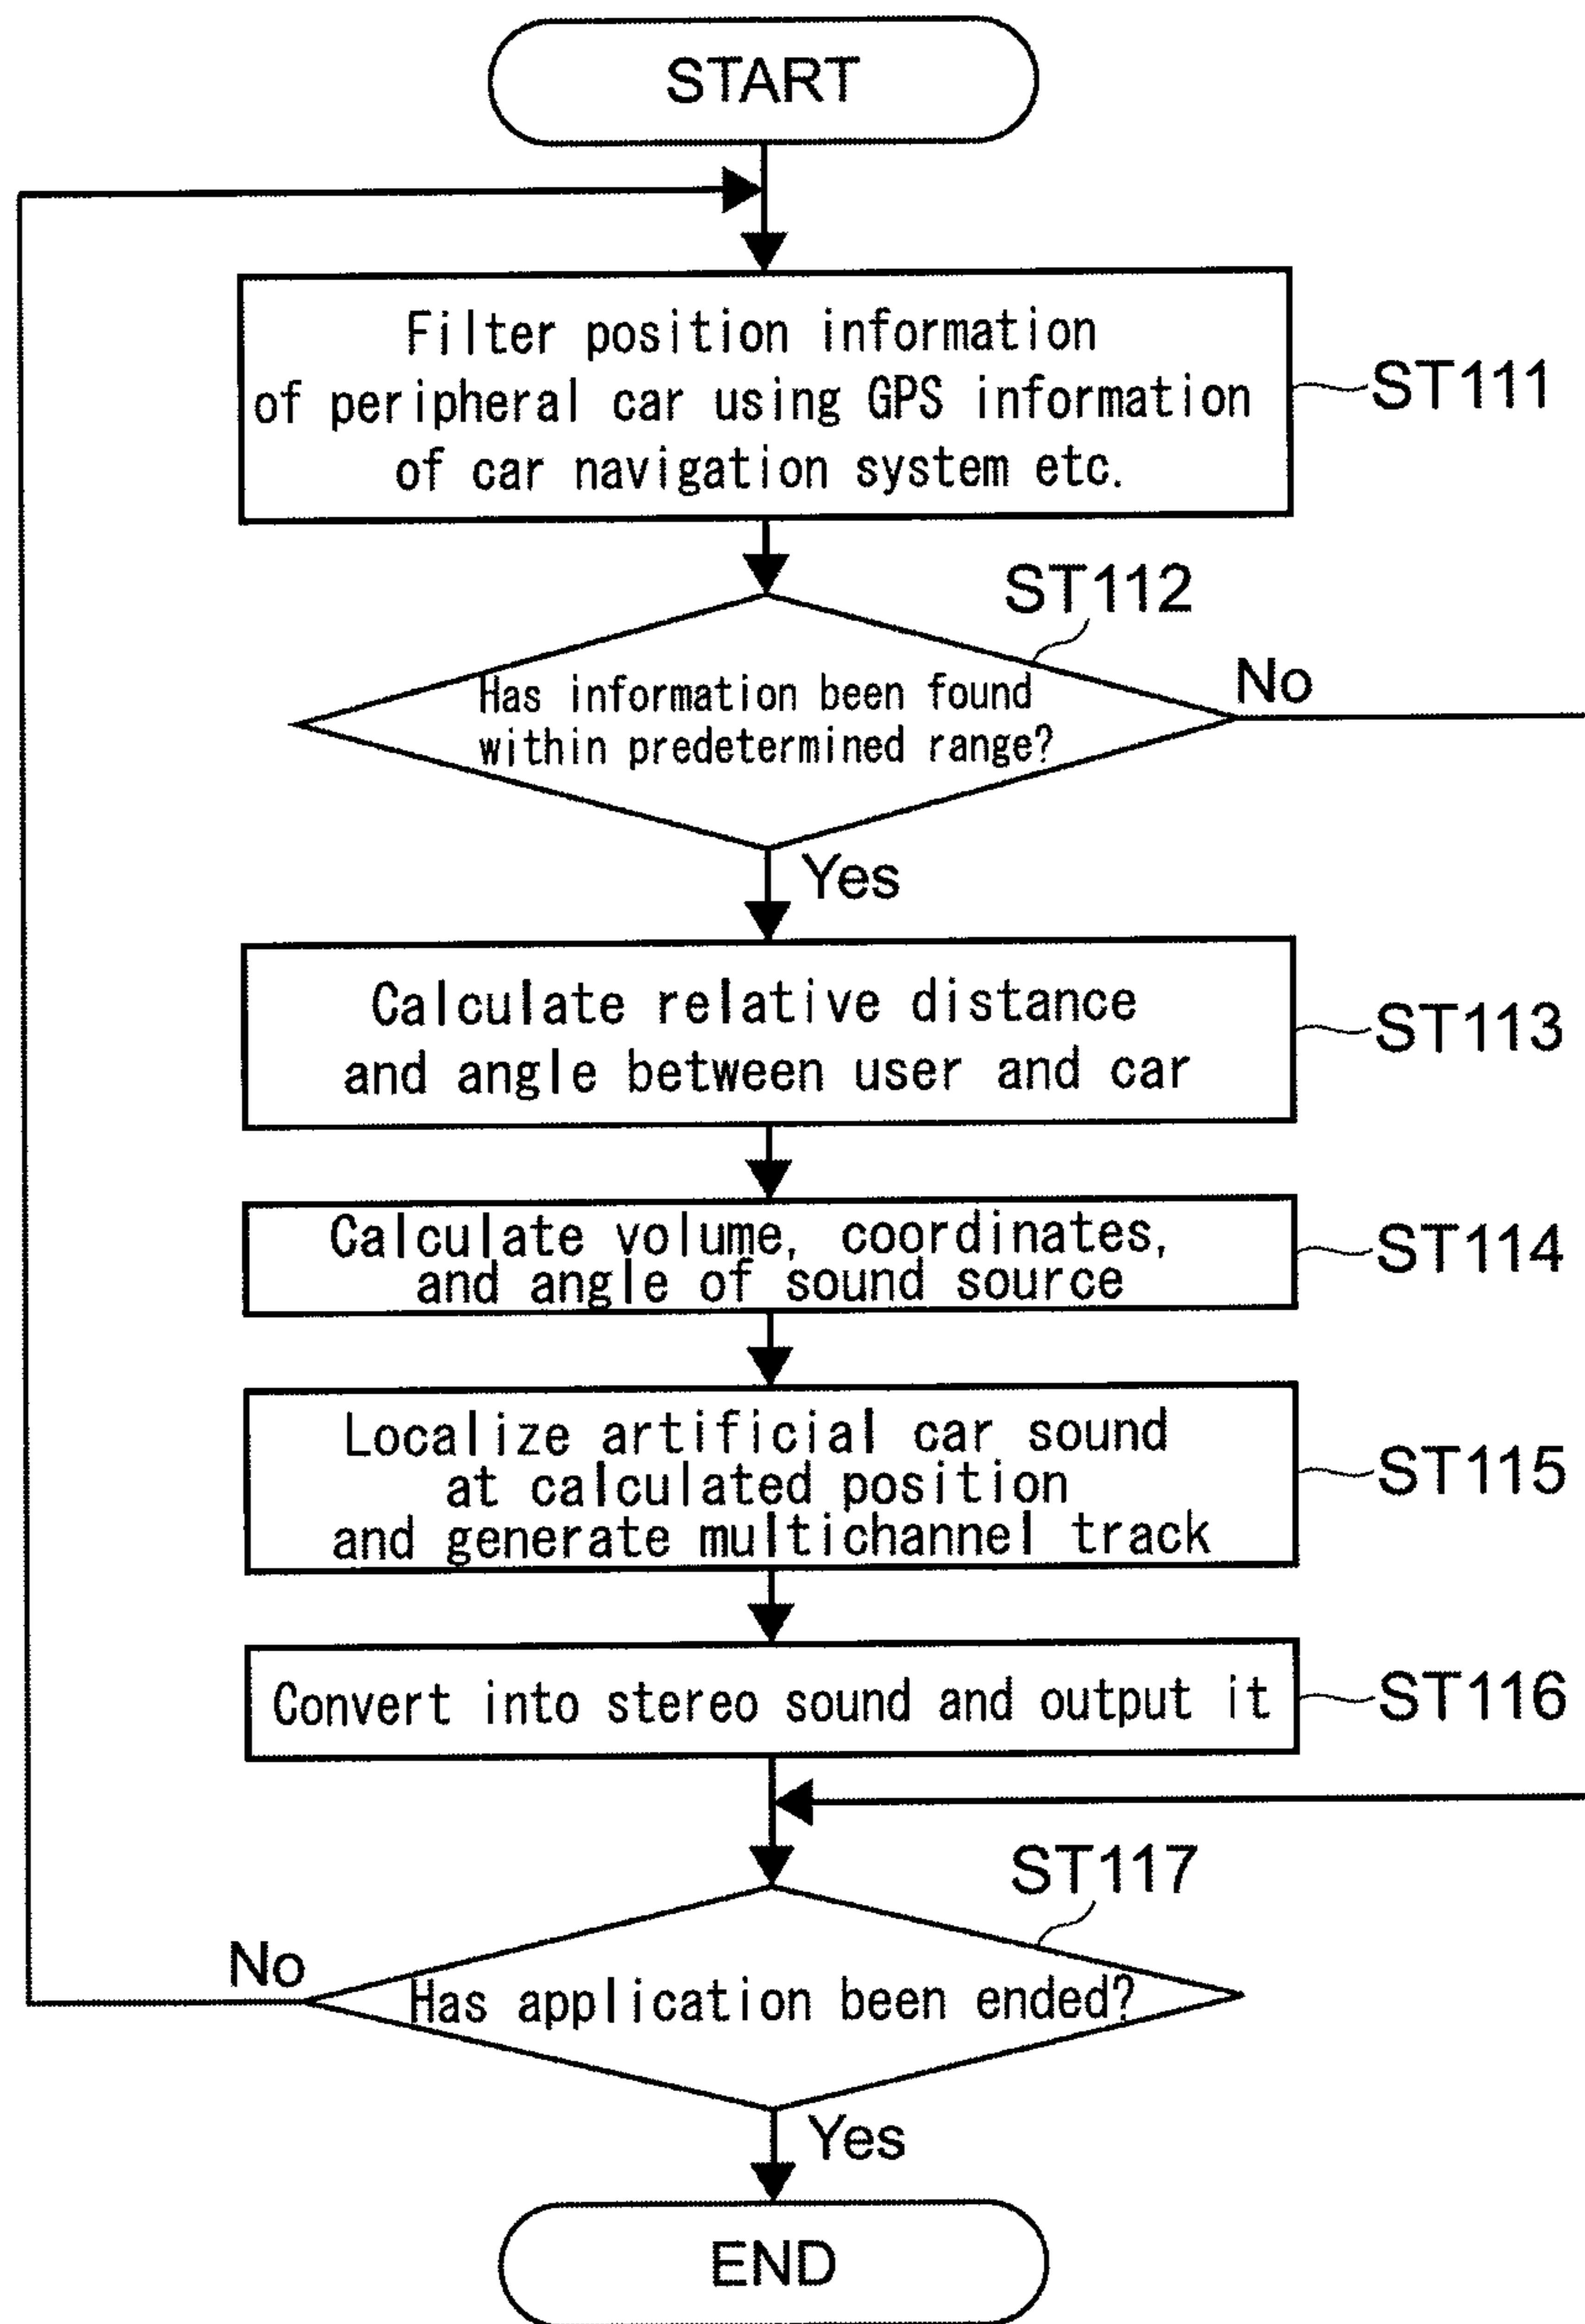 START
Filter position information
of peripheral car using GPS information
of car navigation system etc.
ST111
ST112
Has information been found
within predetermined range?
No
Yes
Calculate relative distance
and angle between user and car
ST113
Calculate volume, coordinates,
and angle of sound source
ST114
Localize artificial car sound
at calculated position
and generate multichannel track
ST115
Convert into stereo sound and output it
ST116
ST117
No
Has application been ended?
Yes
END